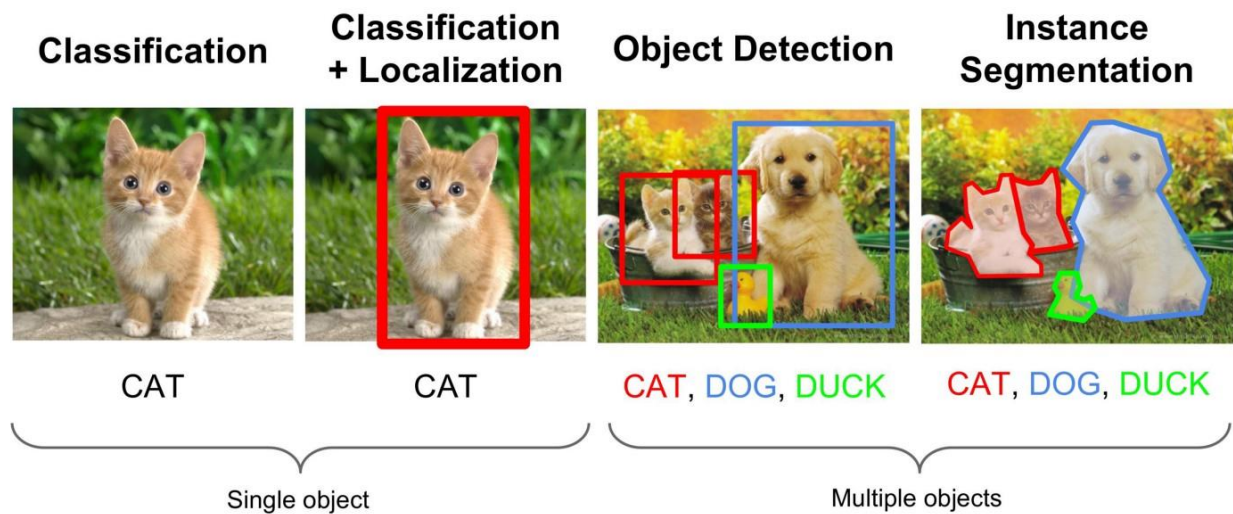 Classification
Classification
+ Localization
Object Detection
Instance
Segmentation
CAT
CAT
CAT, DOG, DUCK
CAT, DOG, DUCK
Single object
Multiple objects